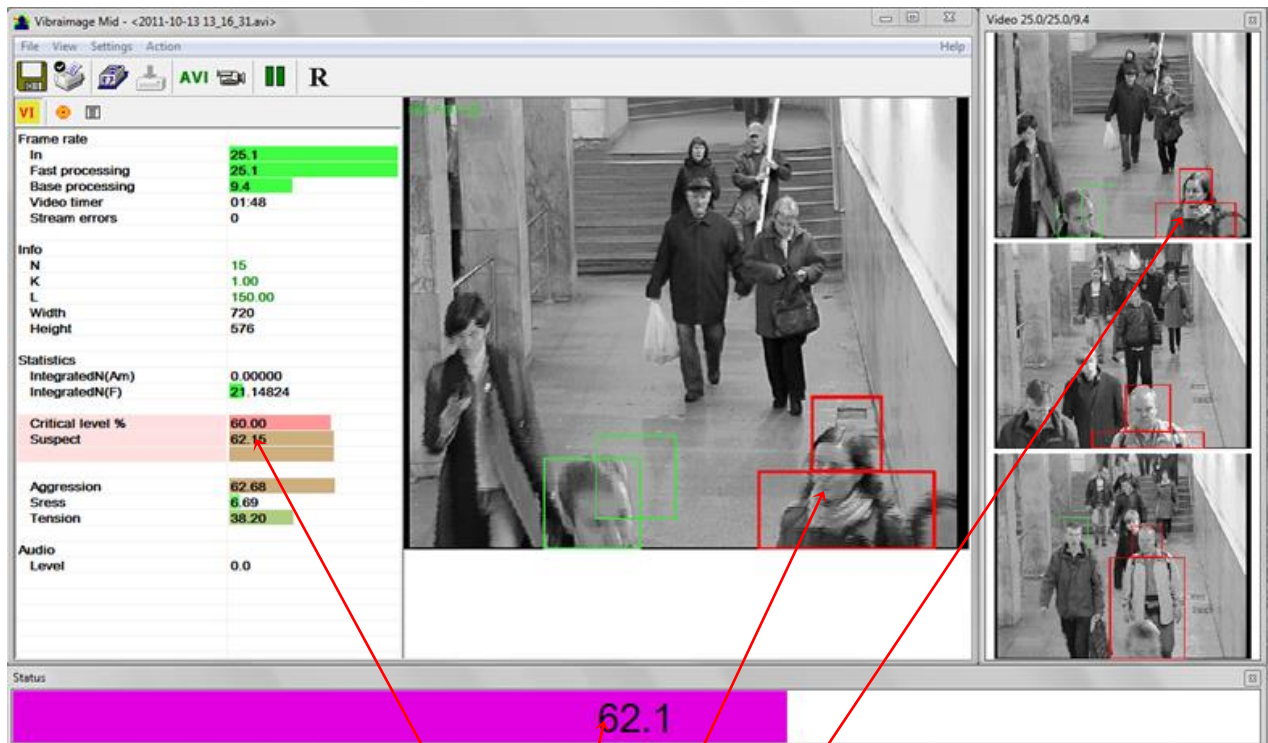 Vibraimage Mid - <2011-10-13 13_16_31.avi>
File View Settings Action Help
AVI R
VI
Frame rate
In 25.1
Fast processing 25.1
Base processing 9.4
Video timer 01:48
Stream errors 0
Info
N 15
K 1.00
L 150.00
Width 720
Height 576
Statistics
IntegratedN(Am) 0.00000
IntegratedN(F) 21.14824
Critical level % 60.00
Suspect 62.15
Aggression 62.68
Sress 6.69
Tension 38.20
Audio
Level 0.0
Video 25.0/25.0/9.4
Status
62.1